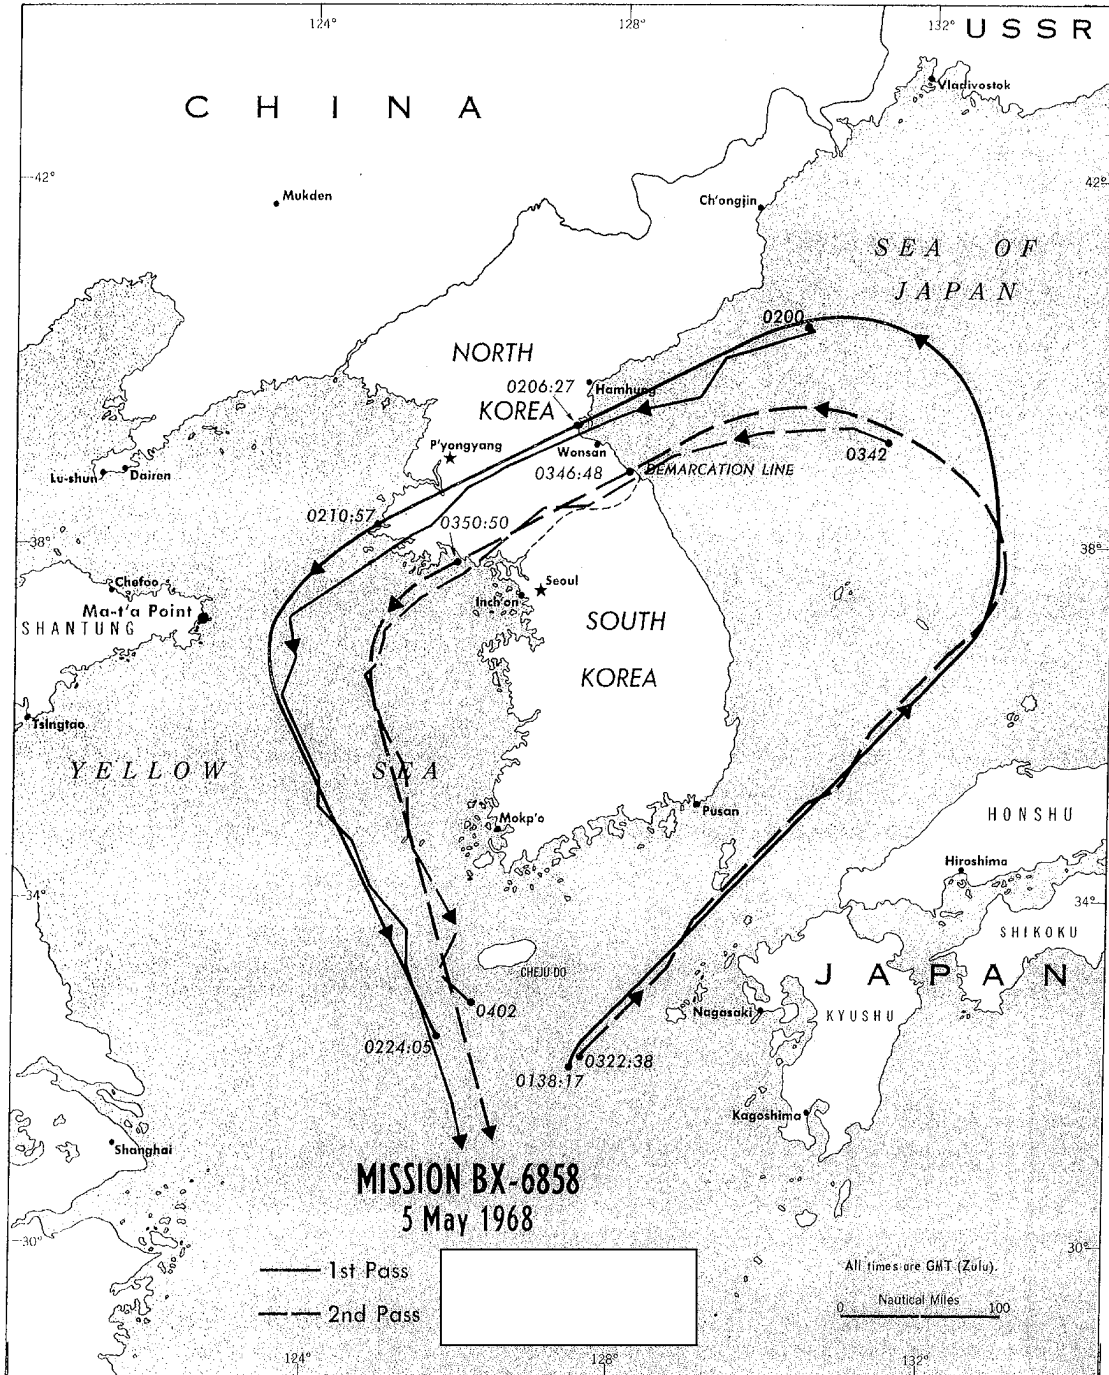 124°
128°
132°
USSR
Vladivostok
CHINA
42°
42°
Mukden
Ch'ongjin
SEA OF
JAPAN
0200
NORTH
0206:27
Hamhung
KOREA
P'yongyang
Wonsan
0342
0346:48
DEMARCATION LINE
Lu-shun
Dairen
0210:57
0350:50
38°
38°
Chefoo
Seoul
Inch'on
Ma-t'a Point
SHANTUNG
SOUTH
KOREA
Tsingtao
YELLOW SEA
Mokp'o
Pusan
HONSHU
Hiroshima
34°
34°
SHIKOKU
CHEJU DO
JAPAN
0402
Nagasaki
KYUSHU
0224:05
0322:38
0138:17
Kagoshima
Shanghai
MISSION BX-6858
5 May 1968
30°
30°
1st Pass
2nd Pass
All times are GMT (Zulu).
Nautical Miles
0 100
124°
128°
132°